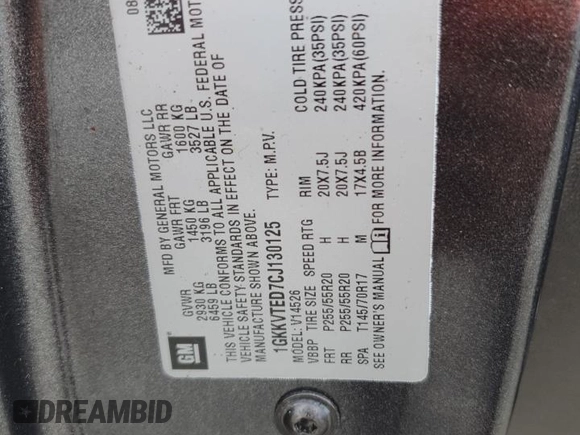 08
MFD BY GENERAL MOTORS LLC
GVWR GAWR FRT GAWR RR
2930 KG 1450 KG 1600 KG
6459 LB 3196 LB 3527 LB
THIS VEHICLE CONFORMS TO ALL APPLICABLE U.S. FEDERAL MOT
VEHICLE SAFETY STANDARDS IN EFFECT ON THE DATE OF
MANUFACTURE SHOWN ABOVE.
1GKKVTED7CJ130125 TYPE: M.P.V.
MODEL: V14526
VBBP TIRE SIZE SPEED RTG RIM COLD TIRE PRES
FRT P255/55R20 H 20X7.5J 240KPA(35PSI)
RR P255/55R20 H 20X7.5J 240KPA(35PSI)
SPA T145/70R17 M 17X4.5B 420KPA(60PSI)
SEE OWNER'S MANUAL FOR MORE INFORMATION.
GM
DREAMBID